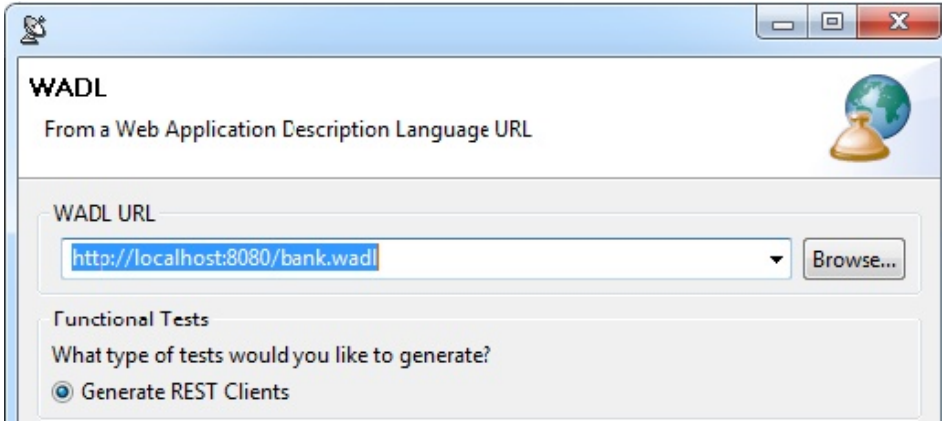 WADL
From a Web Application Description Language URL
WADL URL
http://localhost:8080/bank.wadl
Browse...
Functional Tests
What type of tests would you like to generate?
Generate REST Clients